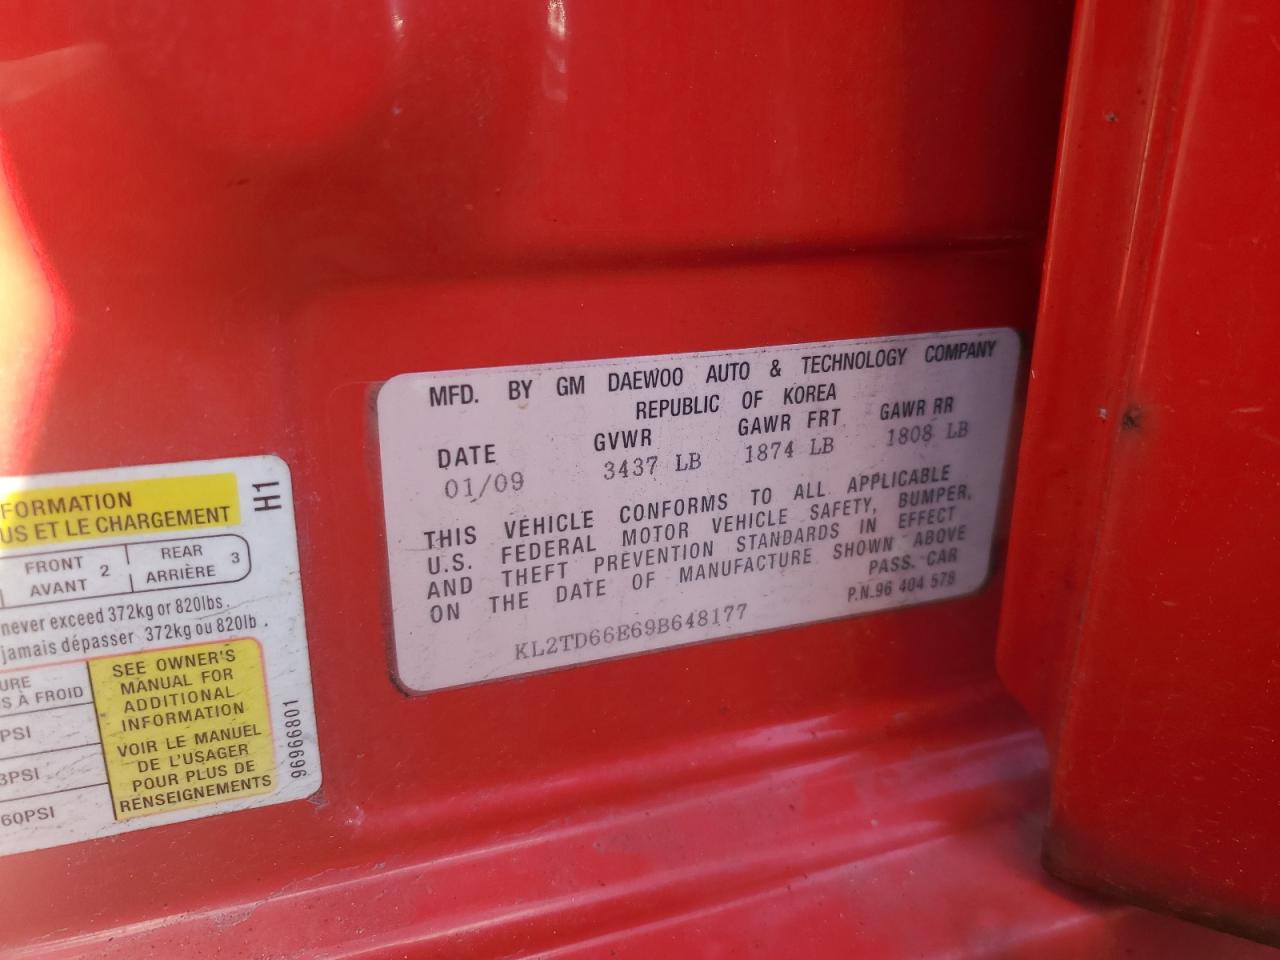 MFD. BY GM DAEWOO AUTO & TECHNOLOGY COMPANY
REPUBLIC OF KOREA
DATE GVWR GAWR FRT GAWR RR
01/09 3437 LB 1874 LB 1808 LB
THIS VEHICLE CONFORMS TO ALL APPLICABLE
U.S. FEDERAL MOTOR VEHICLE SAFETY, BUMPER,
AND THEFT PREVENTION STANDARDS IN EFFECT
ON THE DATE OF MANUFACTURE SHOWN ABOVE
PASS. CAR
P.N.96 404 578
KL2TD66E69B648177
FORMATION
US ET LE CHARGEMENT
H1
FRONT 2 REAR 3
AVANT ARRIÈRE
never exceed 372kg or 820lbs.
jamais dépasser 372kg ou 820lb.
URE
S À FROID
PSI
3PSI
60PSI
SEE OWNER'S
MANUAL FOR
ADDITIONAL
INFORMATION
VOIR LE MANUEL
DE L'USAGER
POUR PLUS DE
RENSEIGNEMENTS
96966801